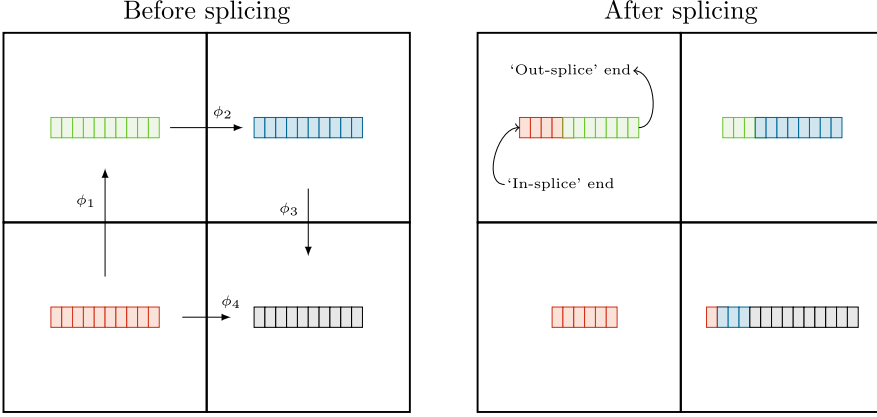 Before splicing
After splicing
ϕ₂
ϕ₁
ϕ₃
ϕ₄
‘Out-splice’ end
‘In-splice’ end